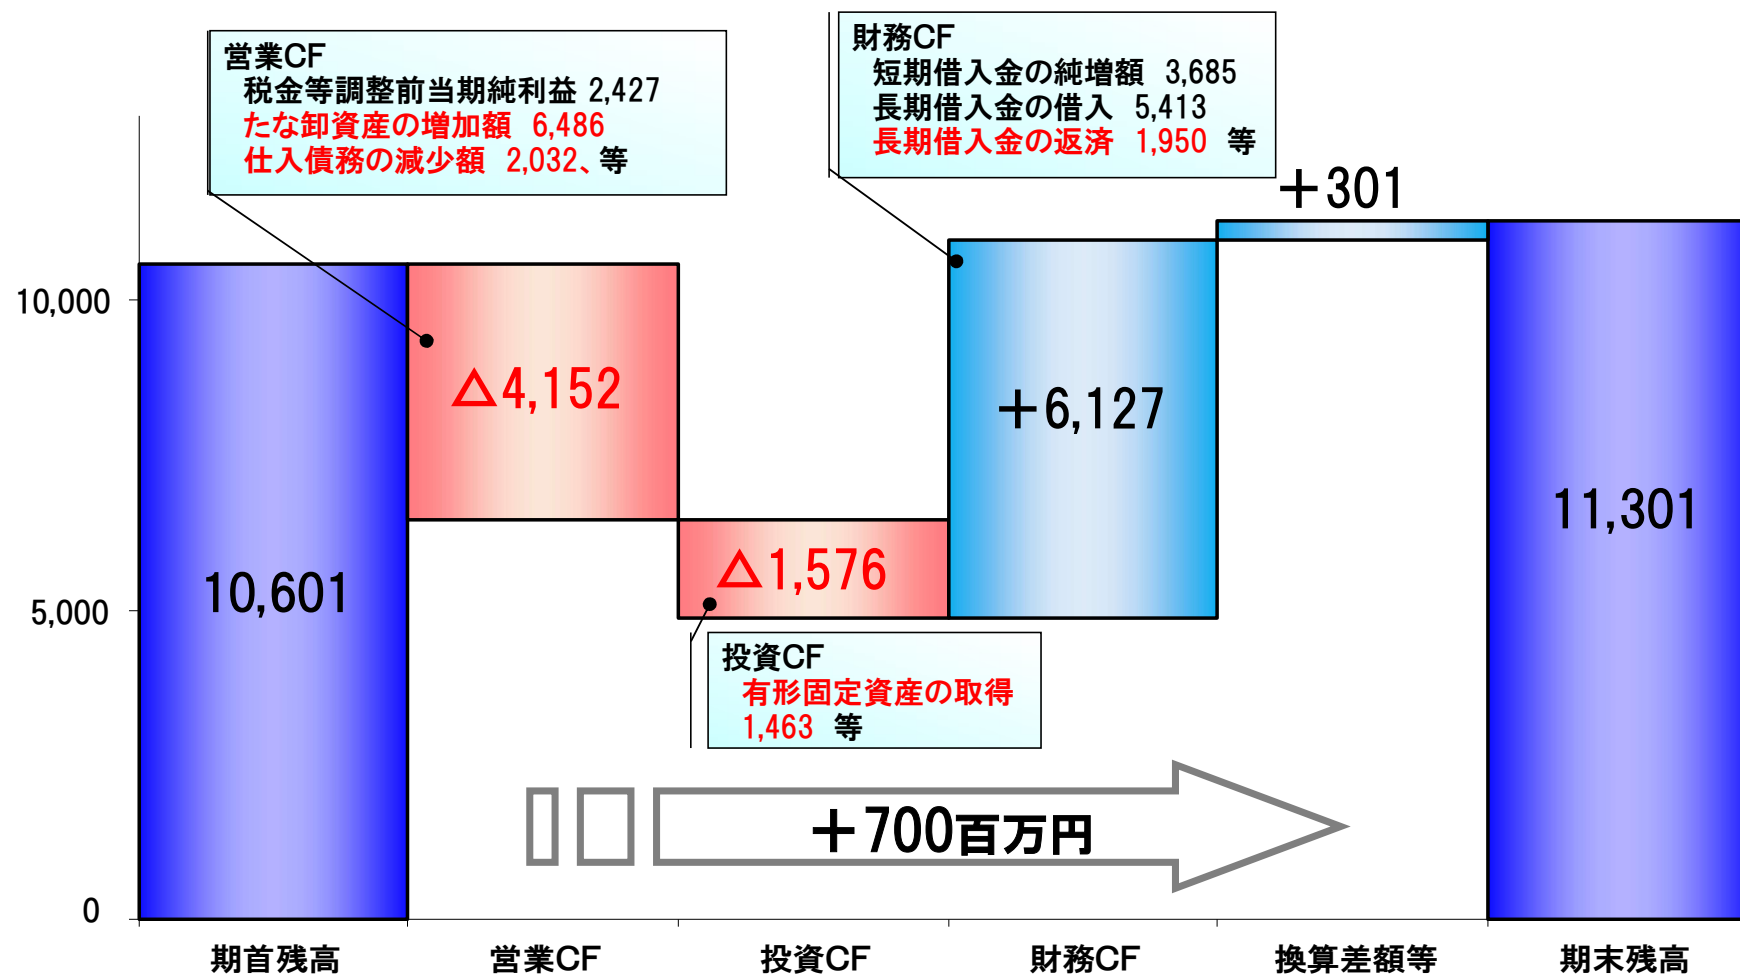 営業CF
税金等調整前当期純利益 2,427
たな卸資産の増加額 6,486
仕入債務の減少額 2,032、等
財務CF
短期借入金の純増額 3,685
長期借入金の借入 5,413
長期借入金の返済 1,950 等
+301
10,000
△4,152
+6,127
11,301
△1,576
10,601
5,000
投資CF
有形固定資産の取得
1,463 等
+700百万円
0
期首残高
営業CF
投資CF
財務CF
換算差額等
期末残高